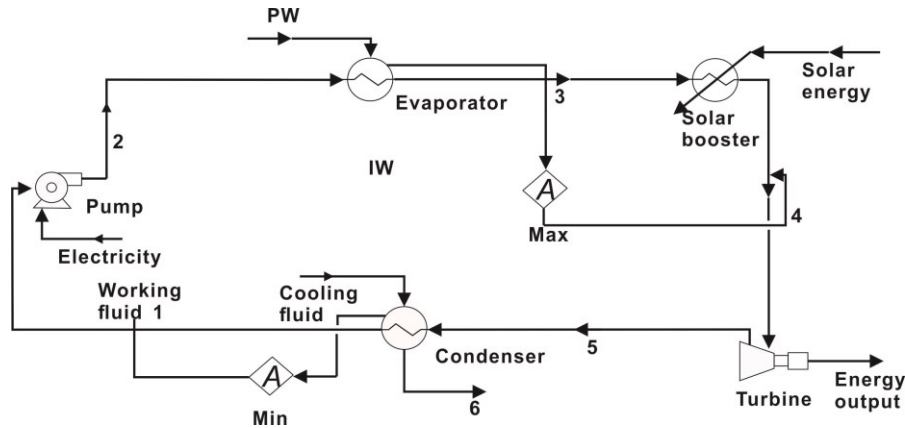 PW
Evaporator
3
Solar
energy
Solar
booster
2
IW
A
Max
4
Pump
Electricity
Working
fluid 1
Cooling
fluid
Condenser
5
A
Min
6
Turbine
Energy
output